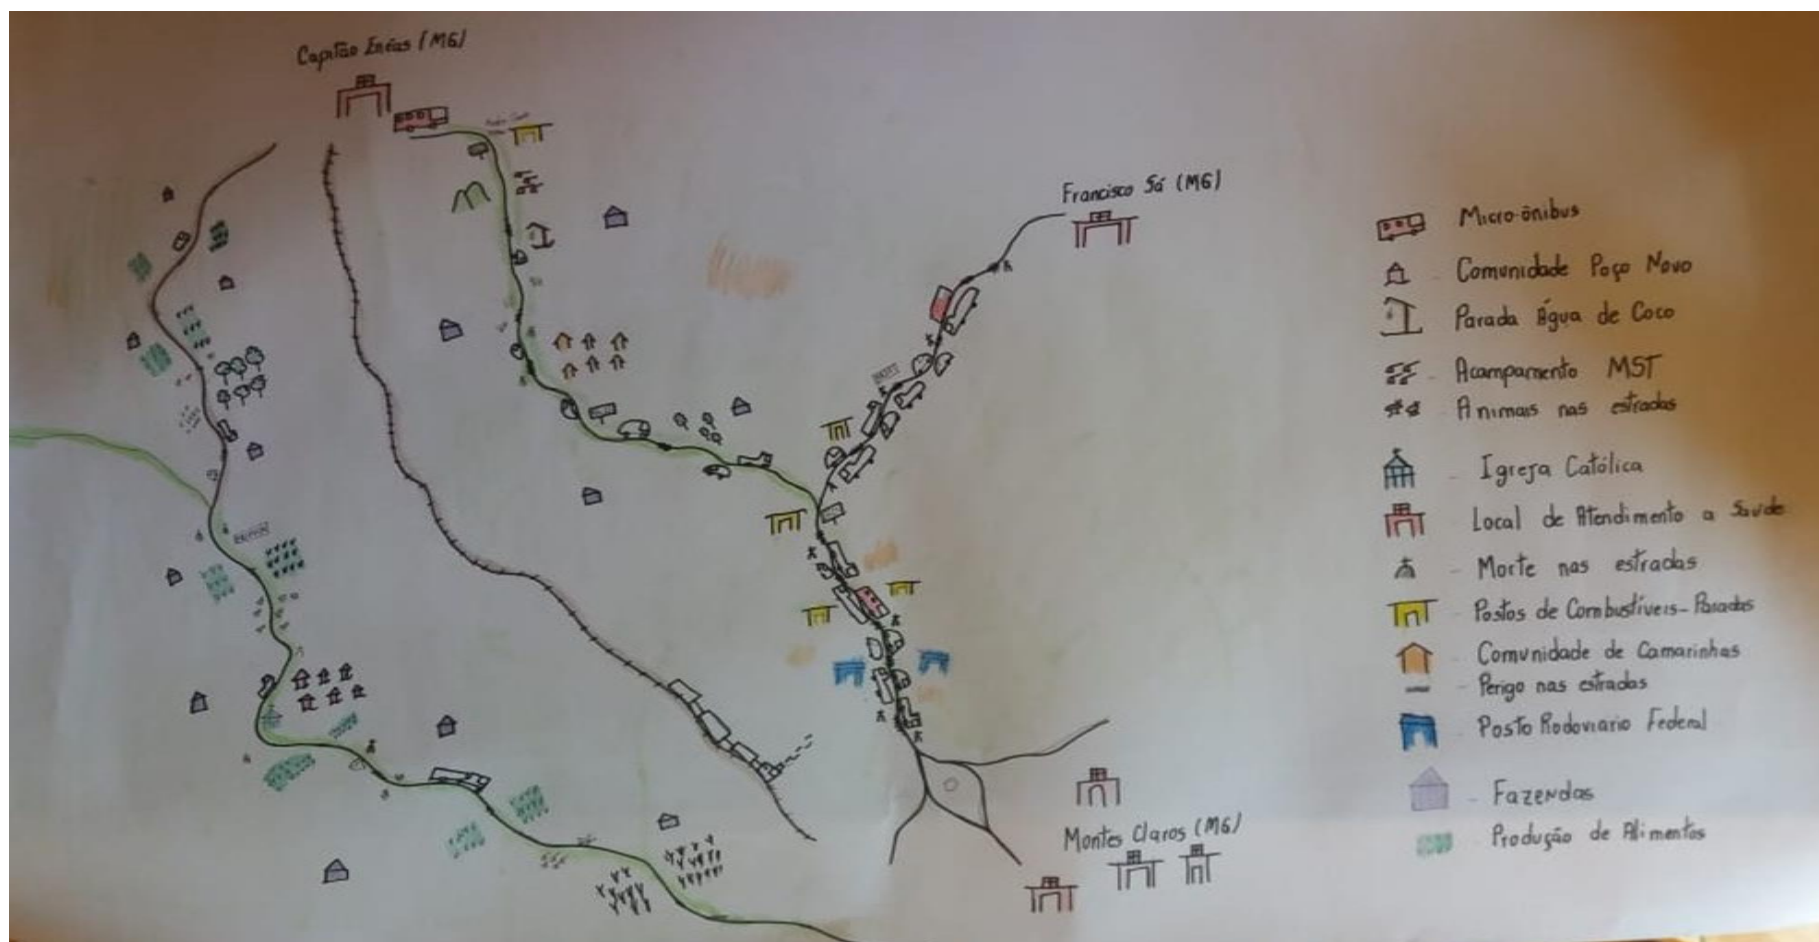 Capitão Enéas (MG)
Francisco Sá (MG)
Montes Claros (MG)
Micro-ônibus
Comunidade Poço Novo
Parada Água de Coco
Acampamento MST
Animais nas estradas
Igreja Católica
Local de Atendimento a Saúde
Morte nas estradas
Postos de Combustíveis-Paradas
Comunidade de Camarinhas
Perigo nas estradas
Posto Rodoviario Federal
Fazendas
Produção de Alimentos